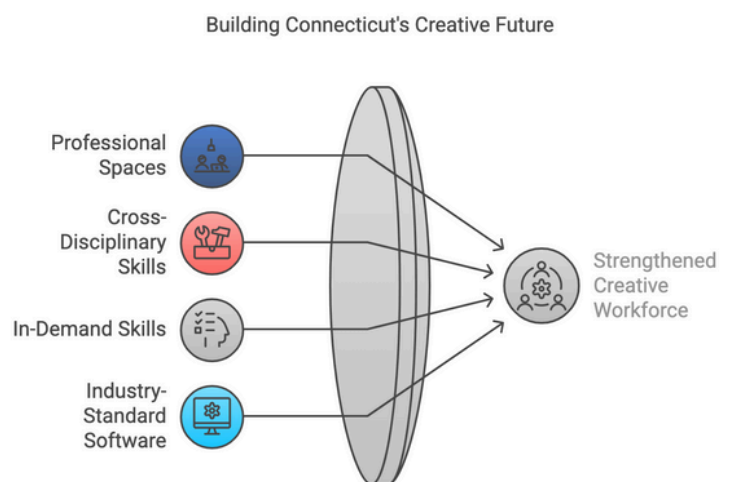 Building Connecticut's Creative Future
Professional
Spaces
Cross-
Disciplinary
Skills
In-Demand Skills
Industry-
Standard
Software
Strengthened
Creative
Workforce